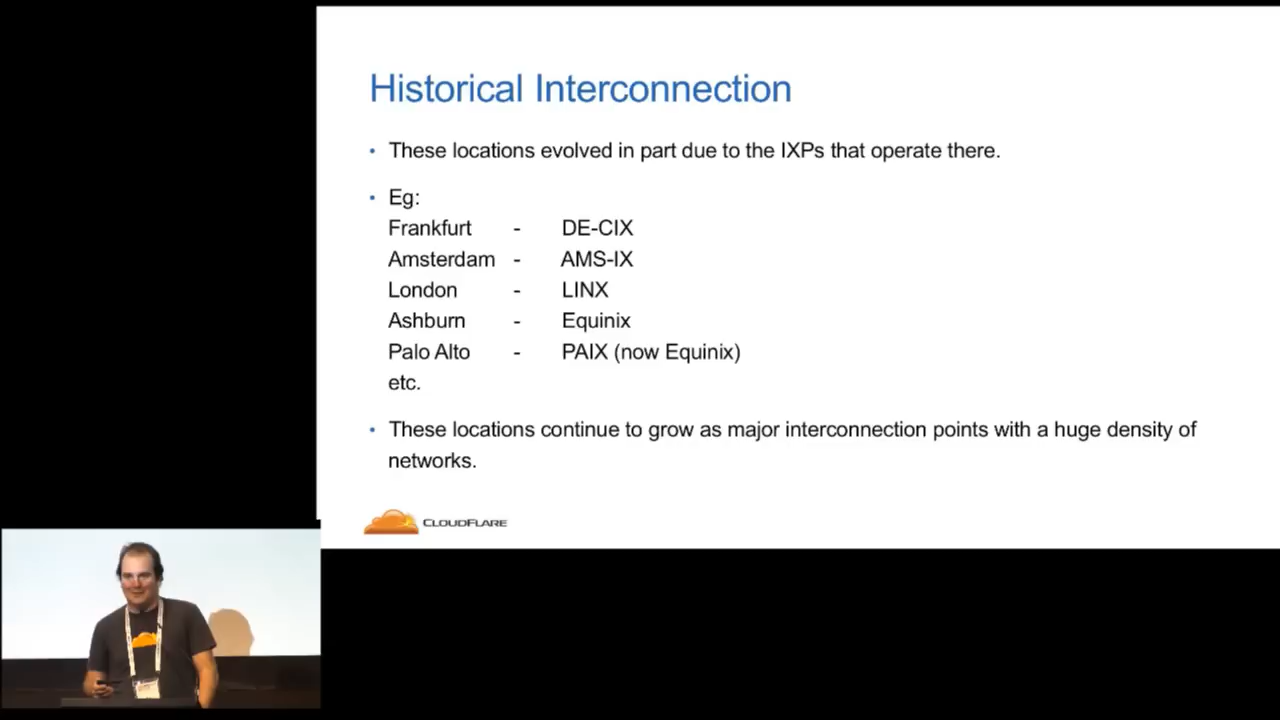 Historical Interconnection
• These locations evolved in part due to the IXPs that operate there.
• Eg:
Frankfurt - DE-CIX
Amsterdam - AMS-IX
London - LINX
Ashburn - Equinix
Palo Alto - PAIX (now Equinix)
etc.
• These locations continue to grow as major interconnection points with a huge density of
networks.
CLOUDFLARE